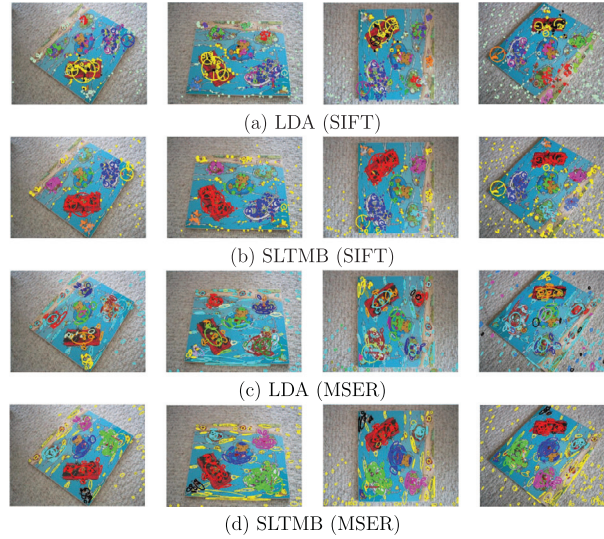 (a) LDA (SIFT)
(b) SLTMB (SIFT)
(c) LDA (MSER)
(d) SLTMB (MSER)